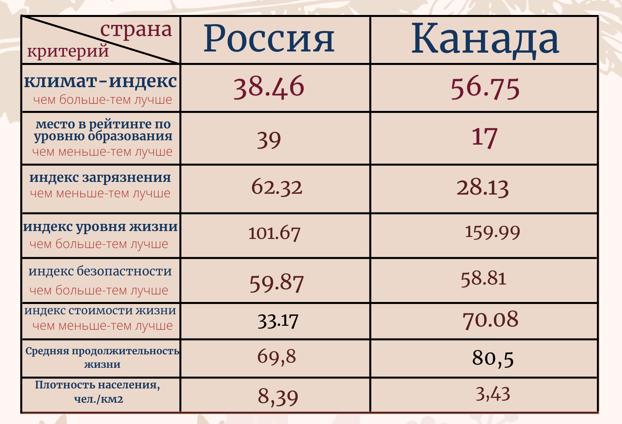 страна
критерий
Россия
Канада
климат-индекс
чем больше-тем лучше
38.46
56.75
место в рейтинге по
уровню образования
чем меньше-тем лучше
39
17
индекс загрязнения
чем меньше-тем лучше
62.32
28.13
индекс уровня жизни
чем больше-тем лучше
101.67
159.99
индекс безопастности
чем больше-тем лучше
59.87
58.81
индекс стоимости жизни
чем меньше-тем лучше
33.17
70.08
Средняя продолжительность
жизни
69,8
80,5
Плотность населения,
чел./км2
8,39
3,43